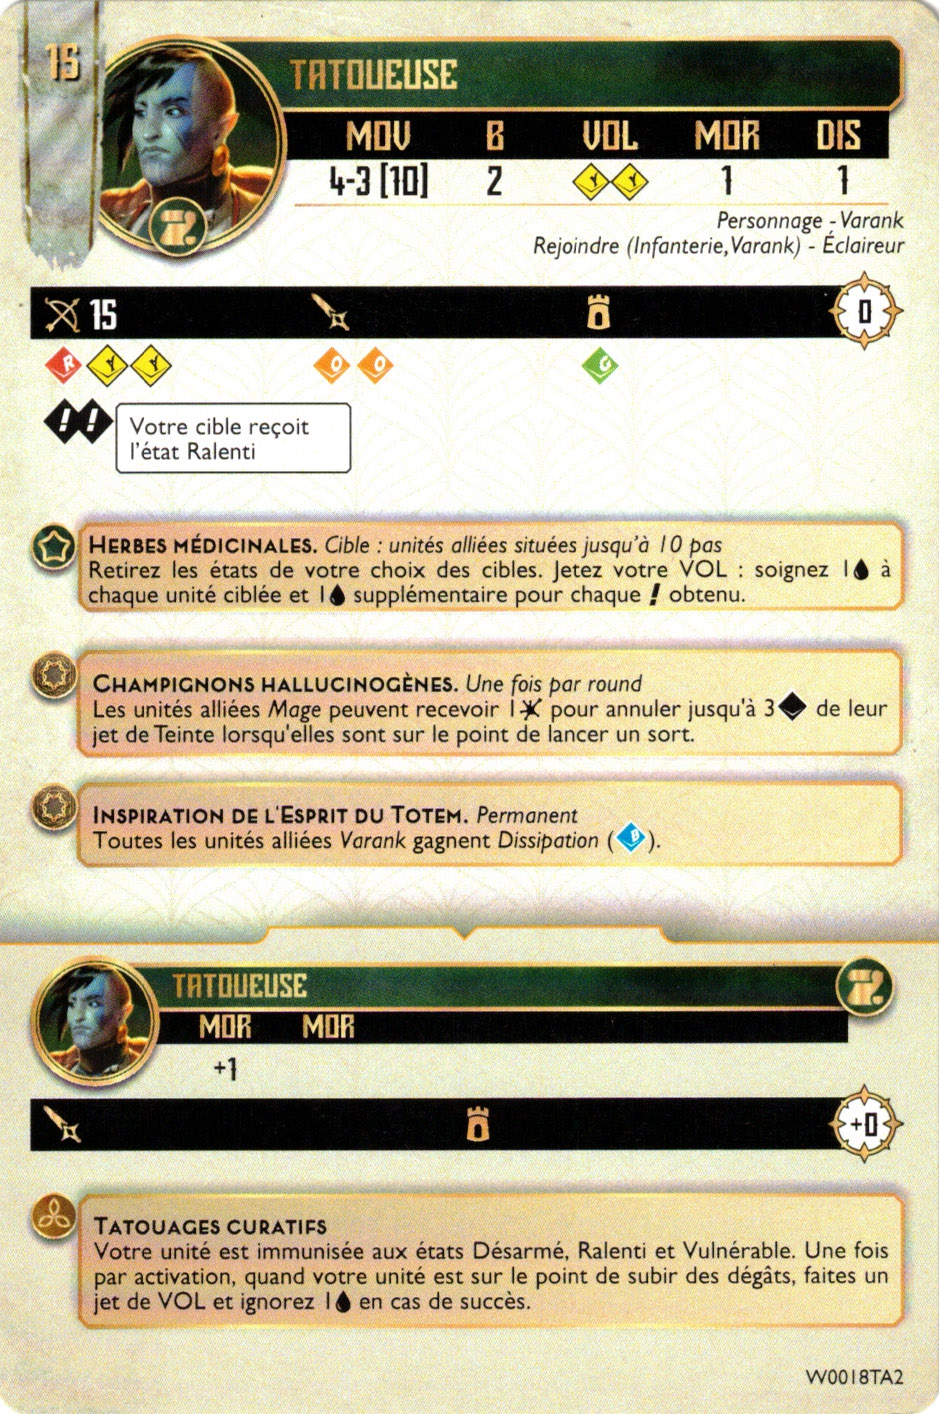 15
TATOUEUSE
MOV B VOL MOR DIS
4-3 [10] 2 Y Y 1 1
Personnage - Varank
Rejoindre (Infanterie, Varank) - Éclaireur
15 0
R Y Y O O G
! ! Votre cible reçoit
l'état Ralenti
HERBES MÉDICINALES. Cible : unités alliées situées jusqu'à 10 pas
Retirez les états de votre choix des cibles. Jetez votre VOL : soignez 1 à
chaque unité ciblée et 1 supplémentaire pour chaque ! obtenu.
CHAMPIGNONS HALLUCINOGÈNES. Une fois par round
Les unités alliées Mage peuvent recevoir 1 pour annuler jusqu'à 3 de leur
jet de Teinte lorsqu'elles sont sur le point de lancer un sort.
INSPIRATION DE L'ESPRIT DU TOTEM. Permanent
Toutes les unités alliées Varank gagnent Dissipation (B).
TATOUEUSE
MOR MOR
+1
+0
TATOUAGES CURATIFS
Votre unité est immunisée aux états Désarmé, Ralenti et Vulnérable. Une fois
par activation, quand votre unité est sur le point de subir des dégâts, faites un
jet de VOL et ignorez 1 en cas de succès.
W0018TA2